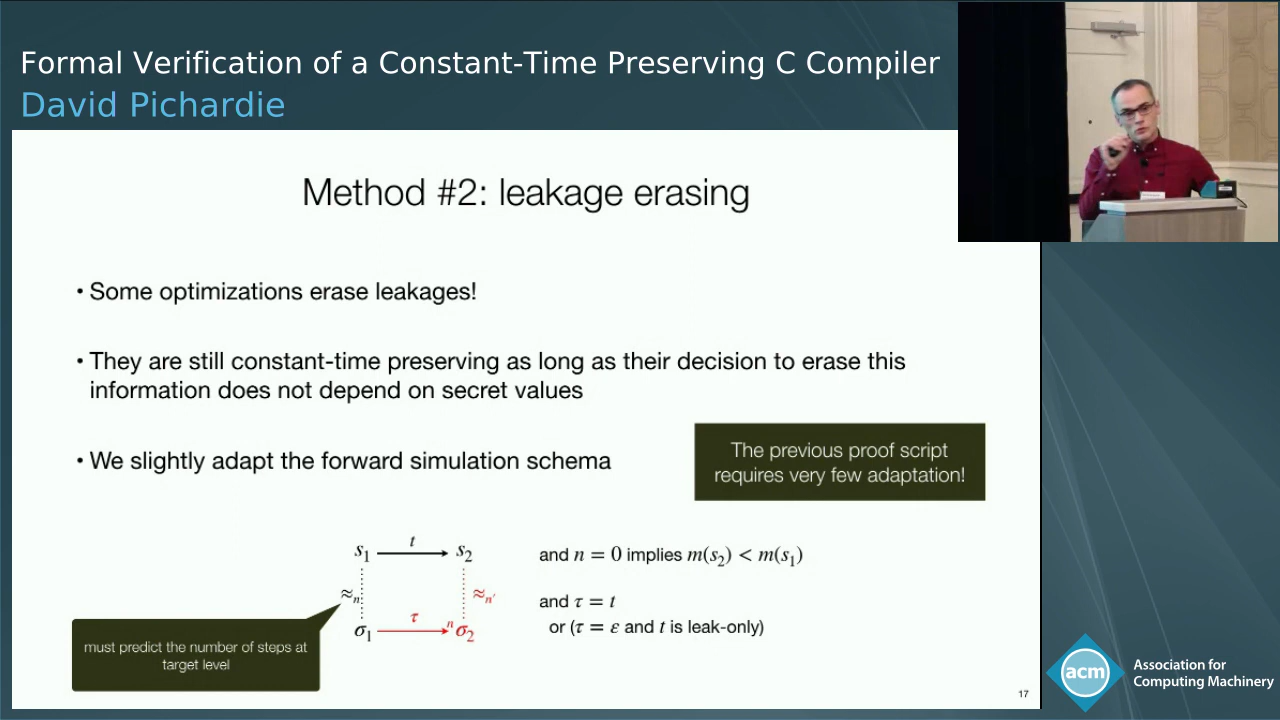 Formal Verification of a Constant-Time Preserving C Compiler
David Pichardie
Method #2: leakage erasing
• Some optimizations erase leakages!
• They are still constant-time preserving as long as their decision to erase this
information does not depend on secret values
• We slightly adapt the forward simulation schema
The previous proof script
requires very few adaptation!
s₁ t s₂
≈ₙ ≈ₙ′
τ
σ₁ ⁿ σ₂
and n = 0 implies m(s₂) < m(s₁)
and τ = t
or (τ = ε and t is leak-only)
must predict the number of steps at
target level
17
acm
Association for
Computing Machinery